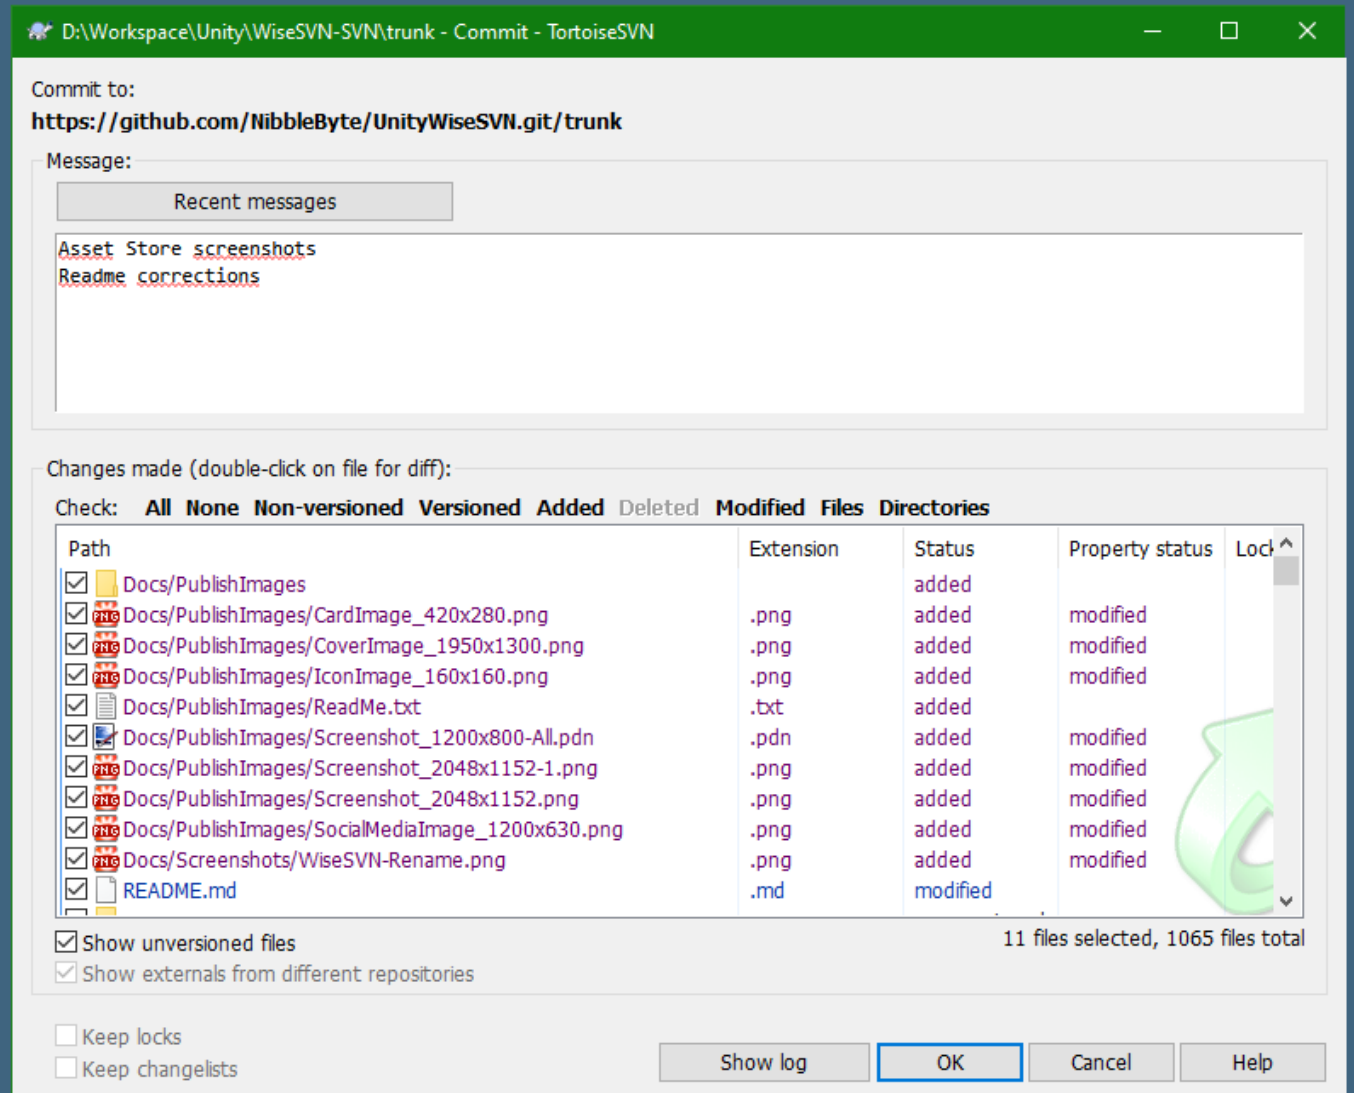 D:\Workspace\Unity\WiseSVN-SVN\trunk - Commit - TortoiseSVN
Commit to:
https://github.com/NibbleByte/UnityWiseSVN.git/trunk
Message:
Recent messages
Asset Store screenshots
Readme corrections
Changes made (double-click on file for diff):
Check: All None Non-versioned Versioned Added Deleted Modified Files Directories
Path Extension Status Property status Lock
Docs/PublishImages added
PNG Docs/PublishImages/CardImage_420x280.png .png added modified
PNG Docs/PublishImages/CoverImage_1950x1300.png .png added modified
PNG Docs/PublishImages/IconImage_160x160.png .png added modified
Docs/PublishImages/ReadMe.txt .txt added
Docs/PublishImages/Screenshot_1200x800-All.pdn .pdn added modified
PNG Docs/PublishImages/Screenshot_2048x1152-1.png .png added modified
PNG Docs/PublishImages/Screenshot_2048x1152.png .png added modified
PNG Docs/PublishImages/SocialMediaImage_1200x630.png .png added modified
PNG Docs/Screenshots/WiseSVN-Rename.png .png added modified
README.md .md modified
Show unversioned files 11 files selected, 1065 files total
Show externals from different repositories
Keep locks
Keep changelists
Show log OK Cancel Help